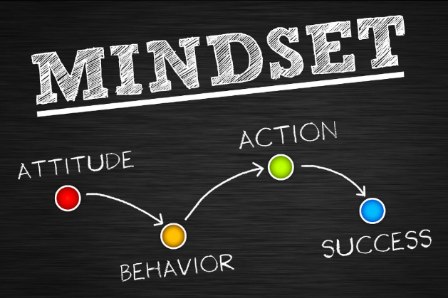 MINDSET
ATTITUDE
BEHAVIOR
ACTION
SUCCESS